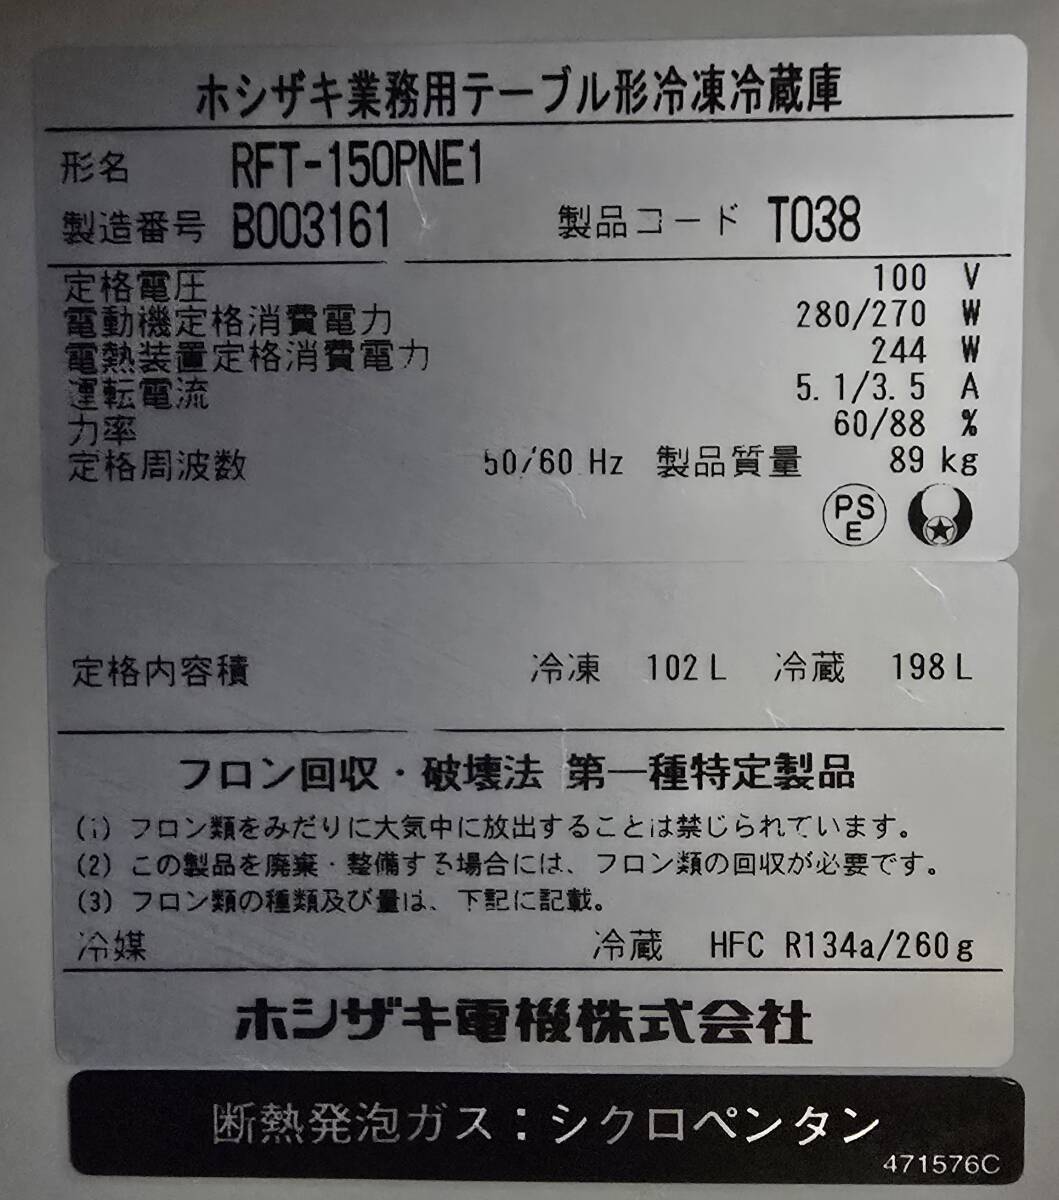 ホシザキ業務用テーブル形冷凍冷蔵庫
形名 RFT-150PNE1
製造番号 B003161 製品コード T038
定格電圧 100 V
電動機定格消費電力 280/270 W
電熱装置定格消費電力 244 W
運転電流 5.1/3.5 A
力率 60/88 %
定格周波数 50/60 Hz 製品質量 89 kg
PSE
定格内容積 冷凍 102L 冷蔵 198L
フロン回収・破壊法 第一種特定製品
(1) フロン類をみだりに大気中に放出することは禁じられています。
(2) この製品を廃棄・整備する場合には、フロン類の回収が必要です。
(3) フロン類の種類及び量は、下記に記載。
冷媒 冷蔵 HFC R134a/260g
ホシザキ電機株式会社
断熱発泡ガス：シクロペンタン
471576C